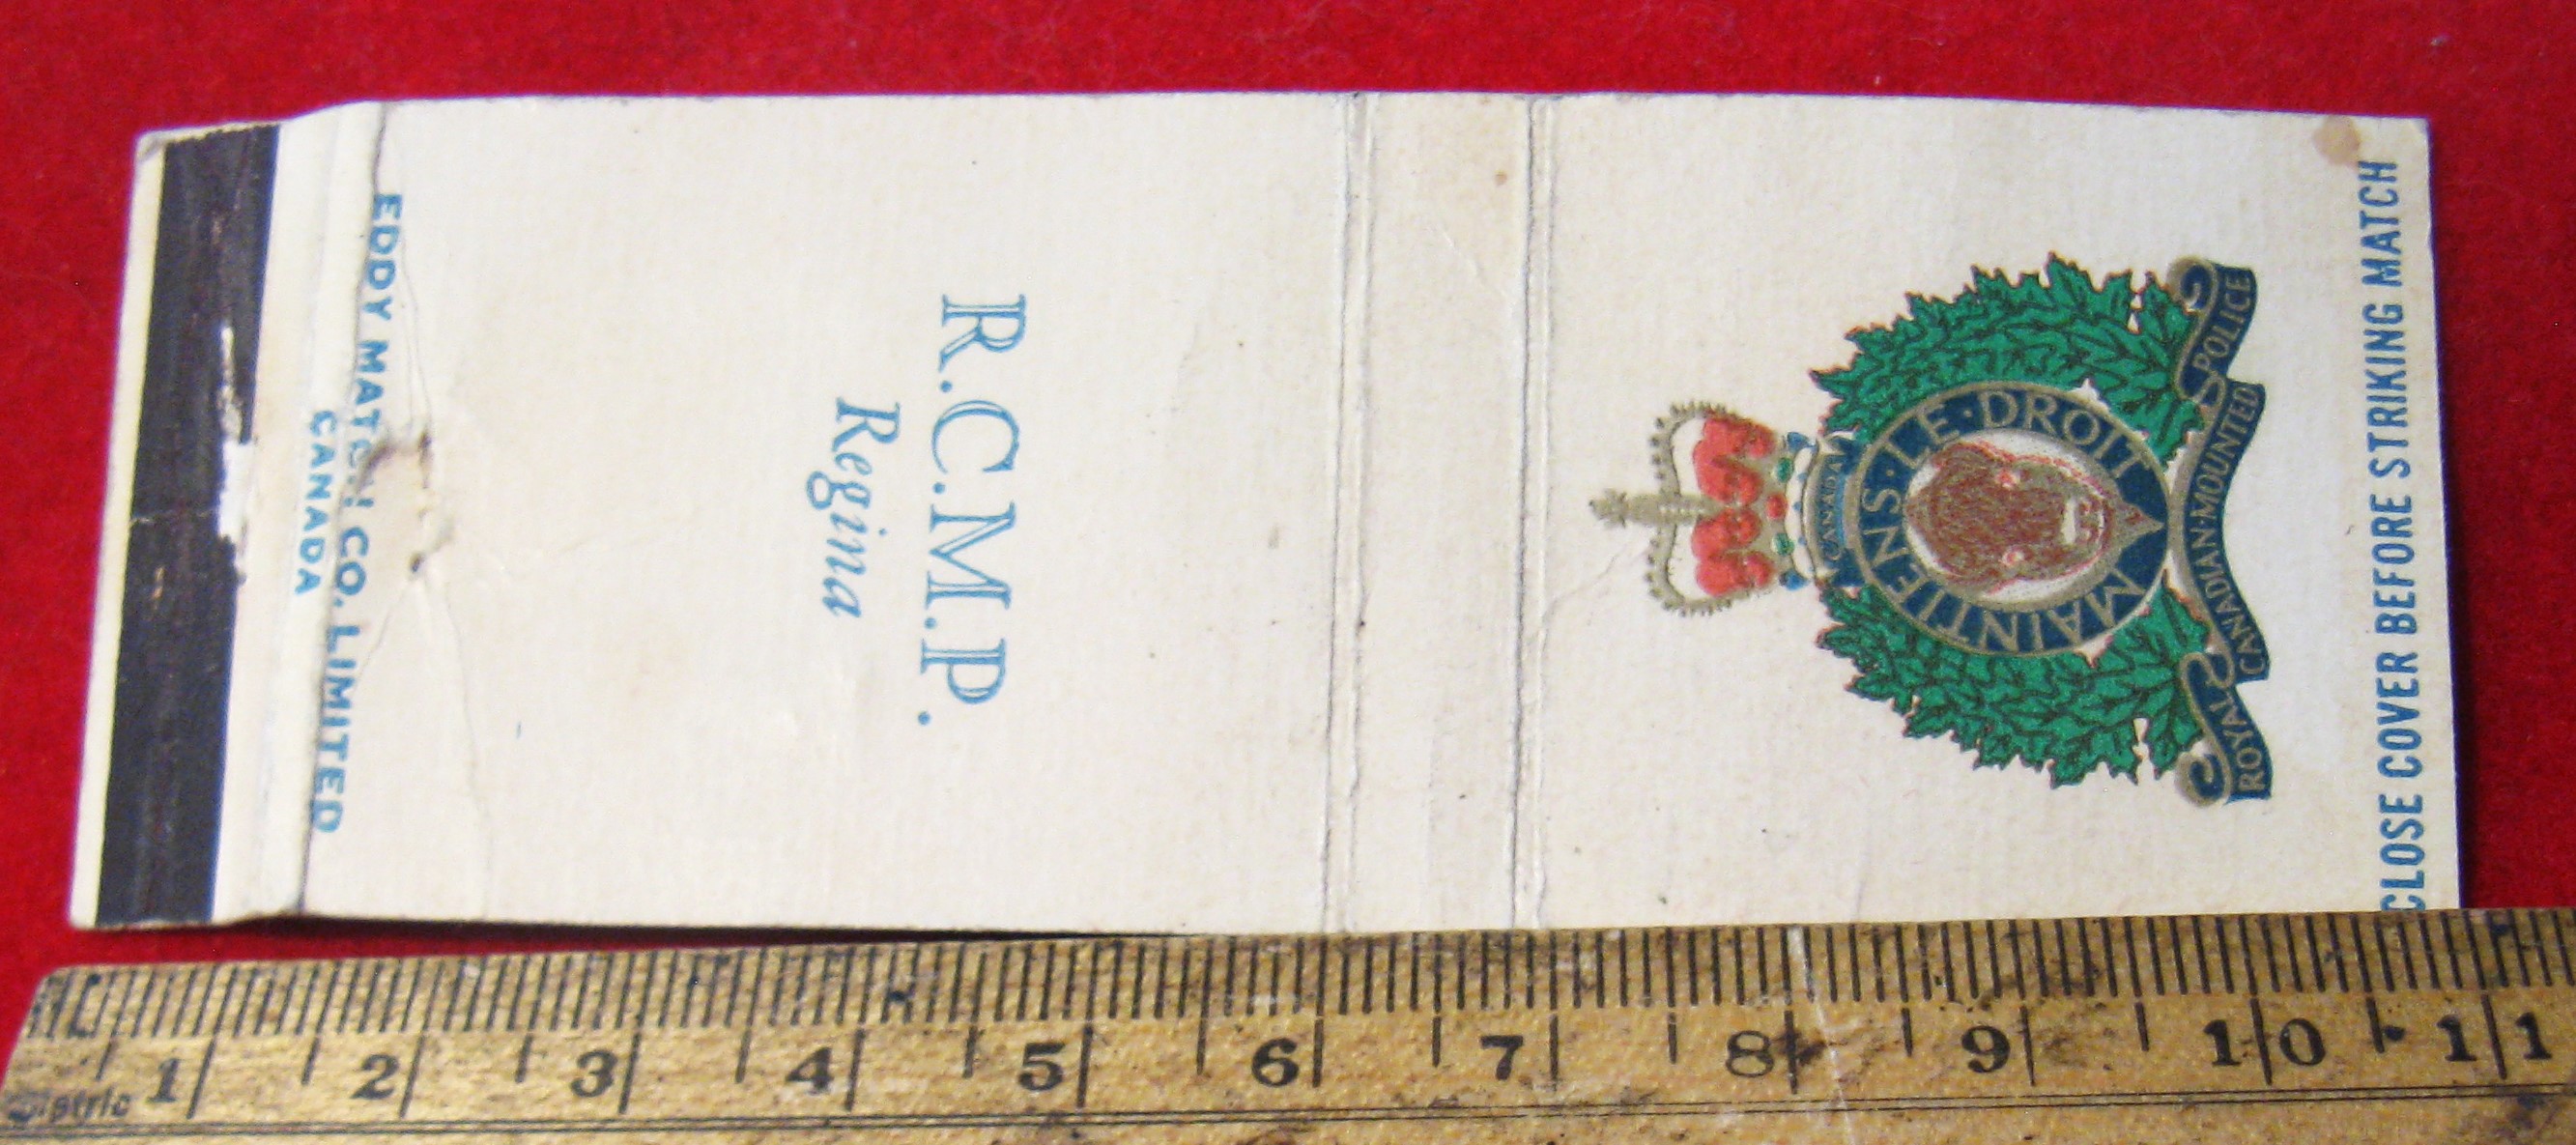 EDDY MATCH CO. LIMITED
CANADA
R.C.M.P.
Regina
CANADA
MAINTIENS·LE·DROIT
ROYAL CANADIAN·MOUNTED POLICE
CLOSE COVER BEFORE STRIKING MATCH
1 2 3 4 5 6 7 8 9 10 11